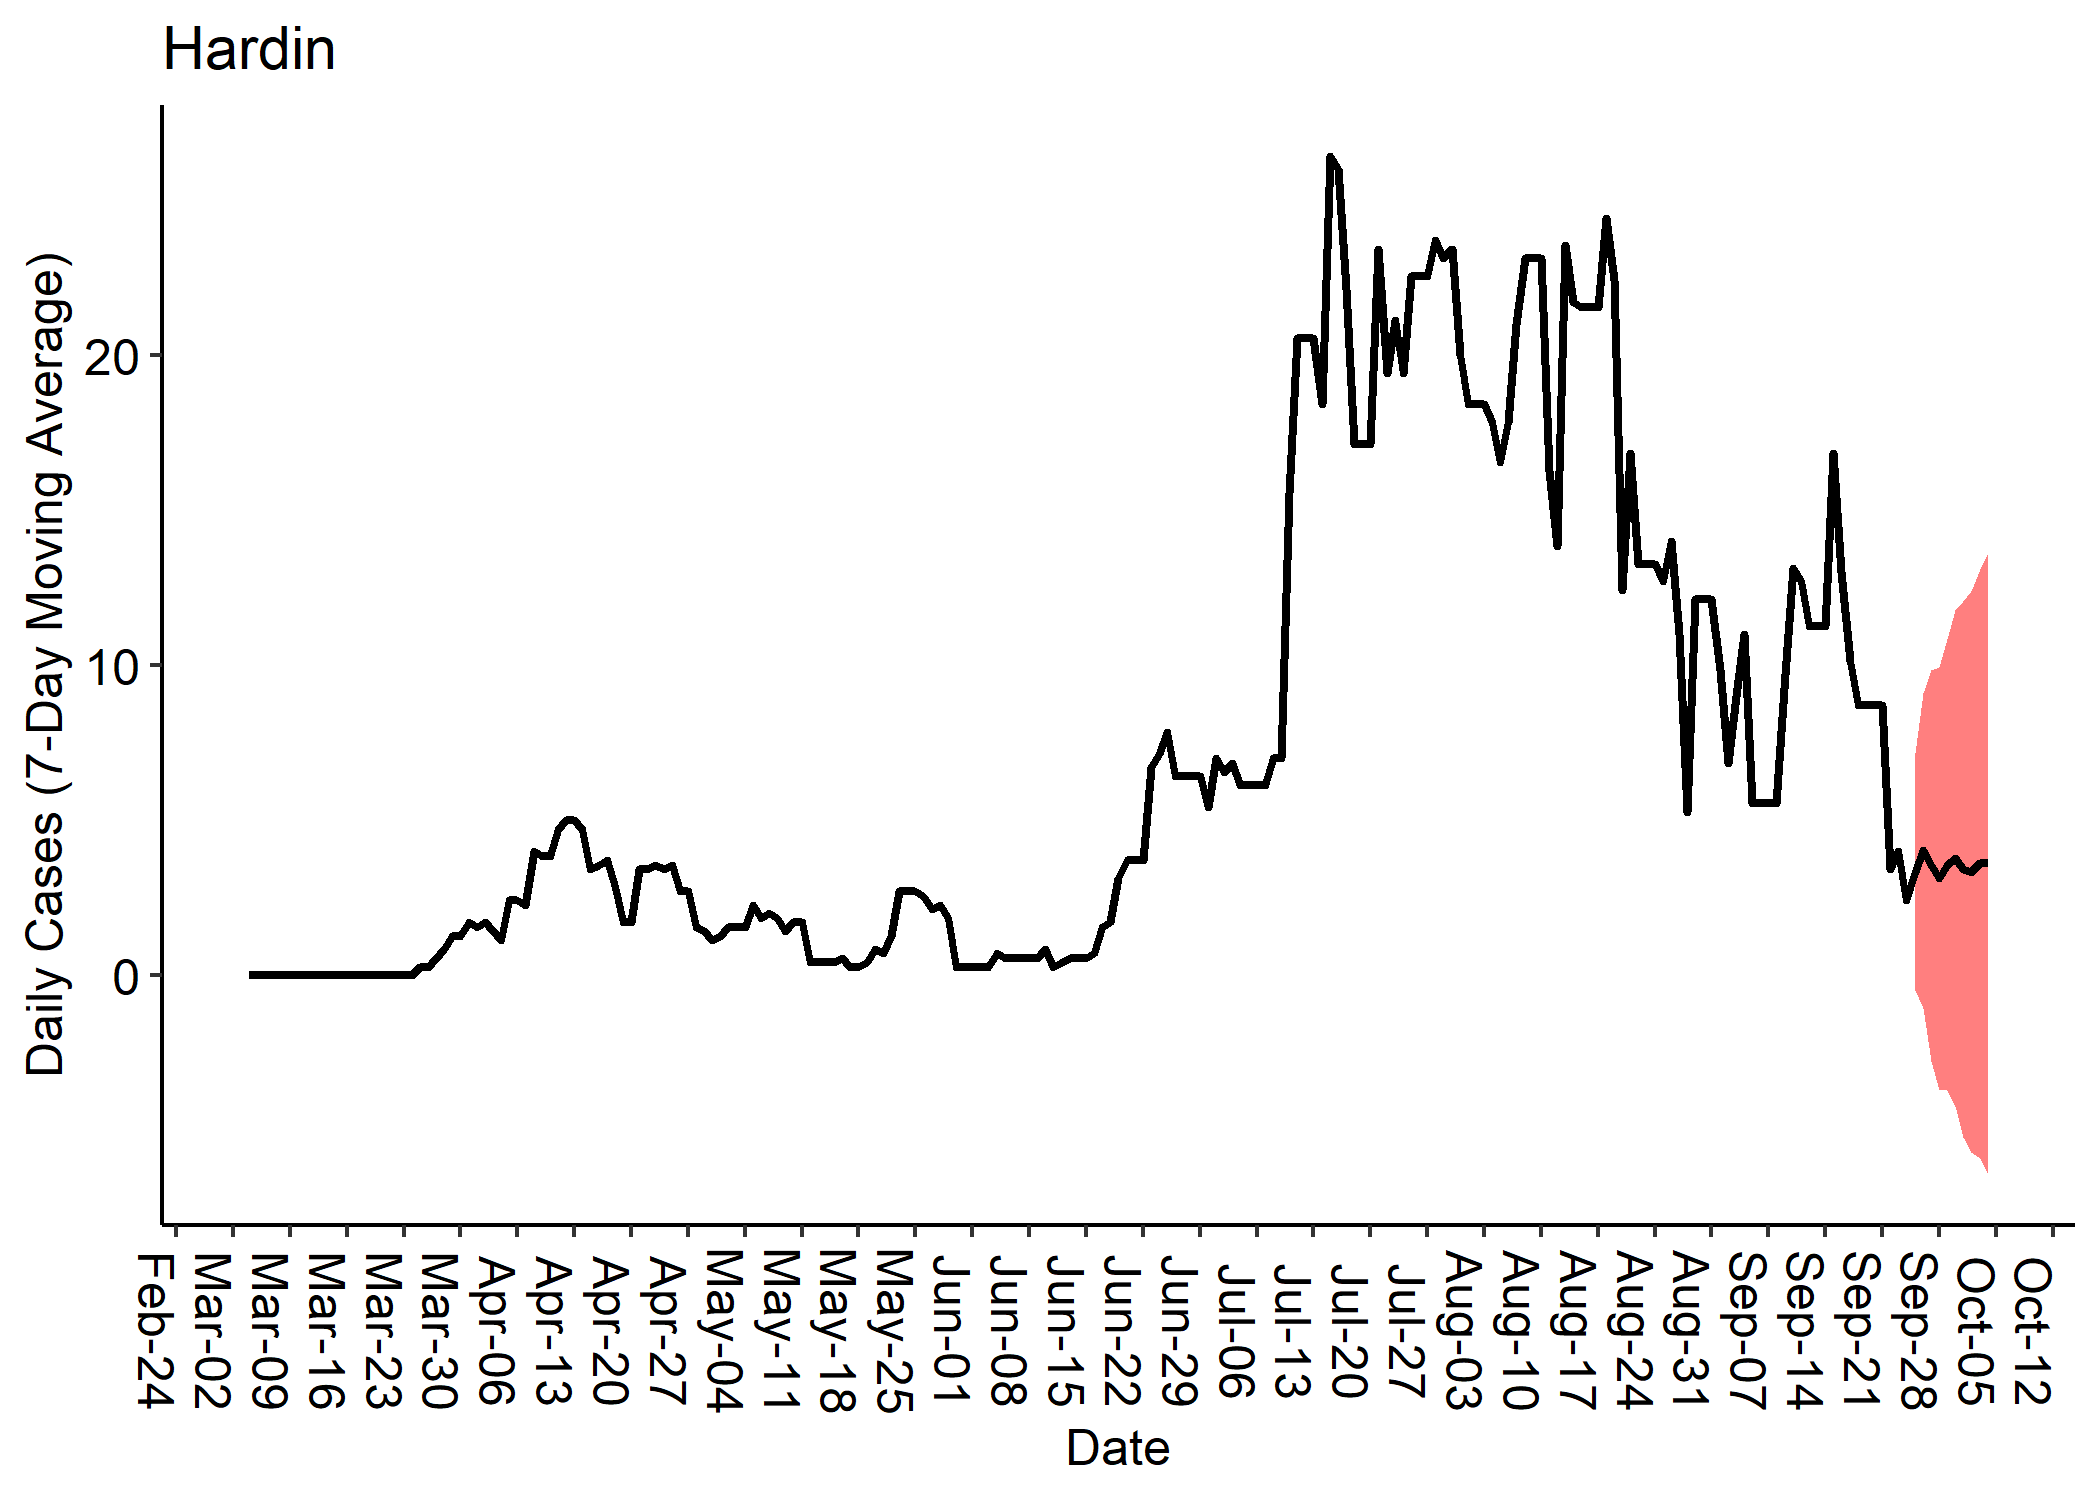 Hardin
Daily Cases (7-Day Moving Average)
20
10
0
Feb-24
Mar-02
Mar-09
Mar-16
Mar-23
Mar-30
Apr-06
Apr-13
Apr-20
Apr-27
May-04
May-11
May-18
May-25
Jun-01
Jun-08
Jun-15
Jun-22
Jun-29
Jul-06
Jul-13
Jul-20
Jul-27
Aug-03
Aug-10
Aug-17
Aug-24
Aug-31
Sep-07
Sep-14
Sep-21
Sep-28
Oct-05
Oct-12
Date